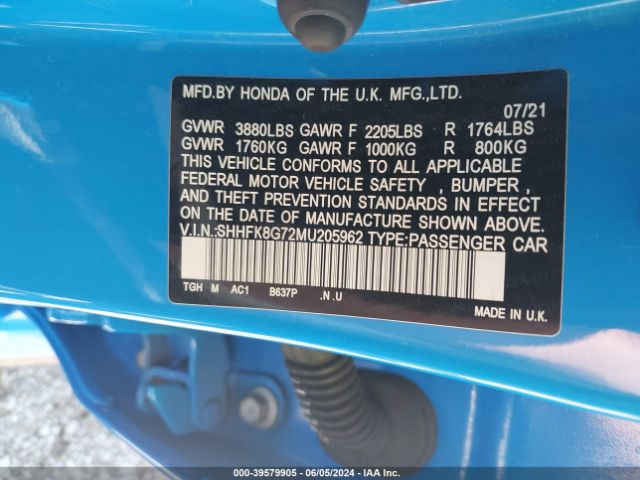 MFD.BY HONDA OF THE U.K. MFG.,LTD.
07/21
GVWR 3880LBS GAWR F 2205LBS R 1764LBS
GVWR 1760KG GAWR F 1000KG R 800KG
THIS VEHICLE CONFORMS TO ALL APPLICABLE
FEDERAL MOTOR VEHICLE SAFETY , BUMPER ,
AND THEFT PREVENTION STANDARDS IN EFFECT
ON THE DATE OF MANUFACTURE SHOWN ABOVE.
V.I.N.:SHHFK8G72MU205962 TYPE:PASSENGER CAR
TGH M AC1 B637P .N.U
MADE IN U.K.
000-39579905 - 06/05/2024 - IAA Inc.